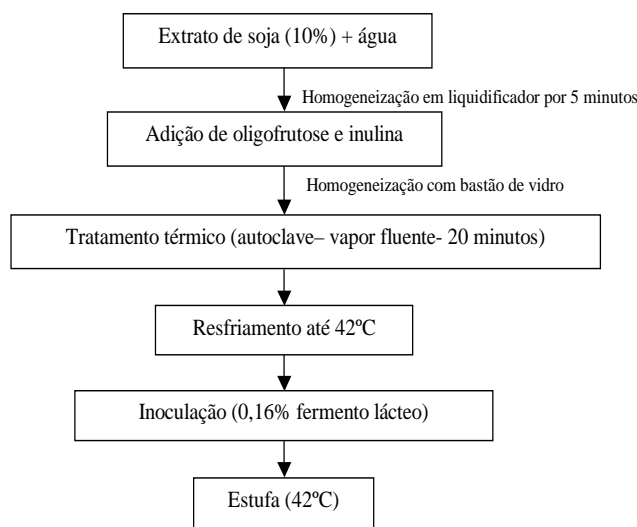 Extrato de soja (10%) + água
Homogeneização em liquidificador por 5 minutos
Adição de oligofrutose e inulina
Homogeneização com bastão de vidro
Tratamento térmico (autoclave– vapor fluente- 20 minutos)
Resfriamento até 42ºC
Inoculação (0,16% fermento lácteo)
Estufa (42ºC)